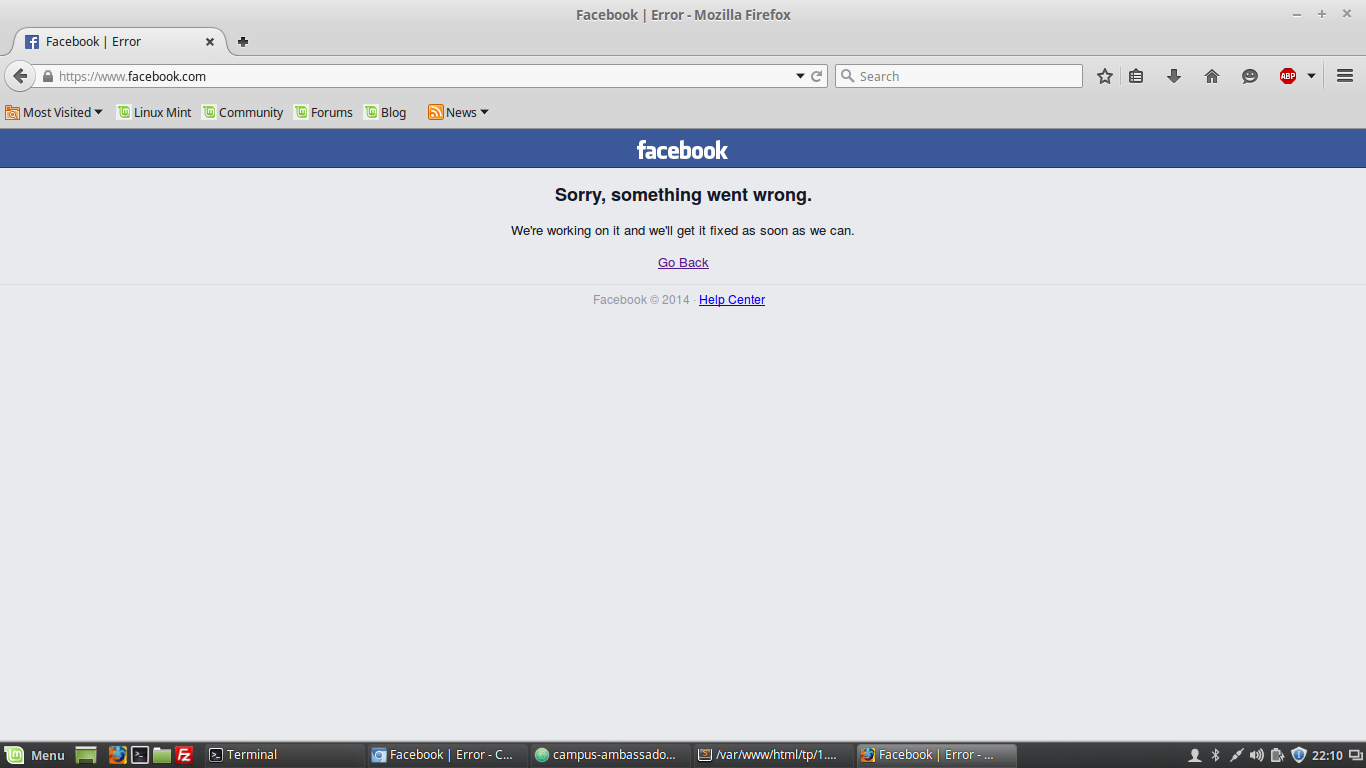 Facebook | Error - Mozilla Firefox
Facebook | Error
https://www.facebook.com
Search
ABP
Most Visited
Linux Mint
Community
Forums
Blog
News
facebook
Sorry, something went wrong.
We're working on it and we'll get it fixed as soon as we can.
Go Back
Facebook © 2014 · Help Center
Menu
Terminal
Facebook | Error - C...
campus-ambassado...
/var/www/html/tp/1....
Facebook | Error - ...
22:10